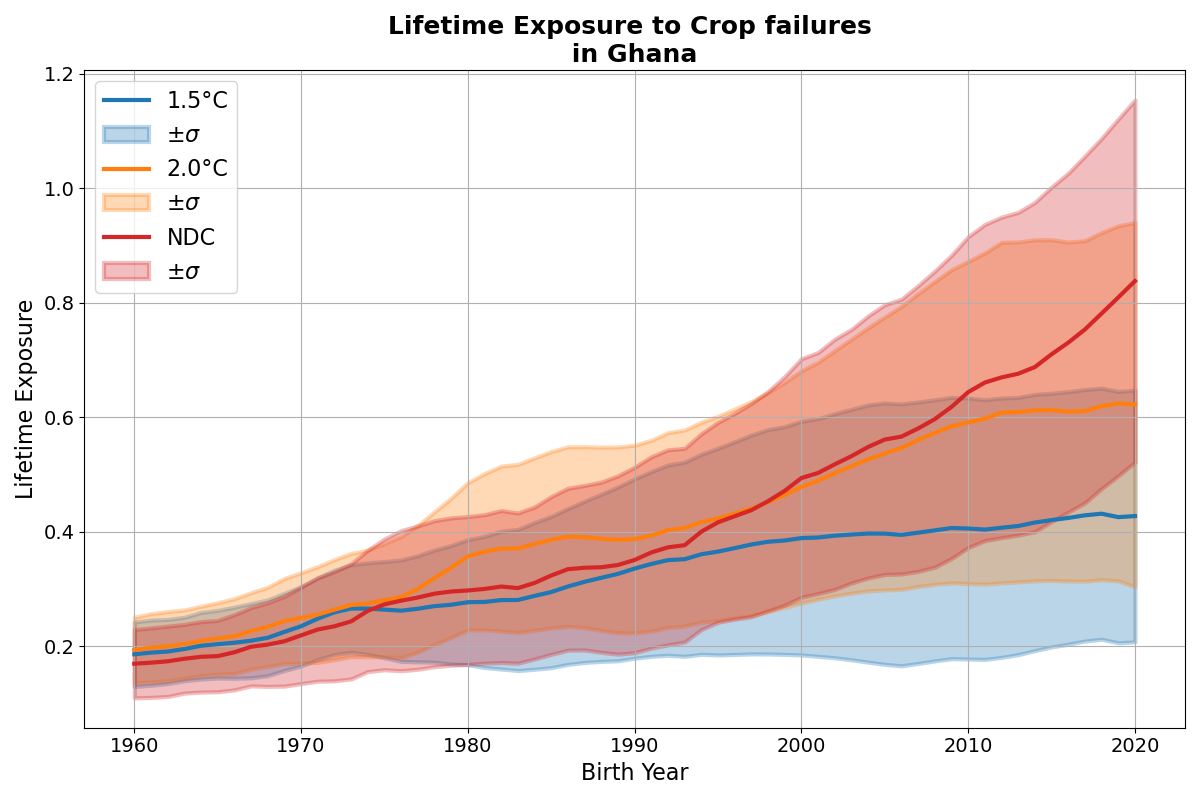 Lifetime Exposure to Crop failures
in Ghana
1.5°C
±σ
2.0°C
±σ
NDC
±σ
Lifetime Exposure
1.2
1.0
0.8
0.6
0.4
0.2
1960
1970
1980
1990
2000
2010
2020
Birth Year